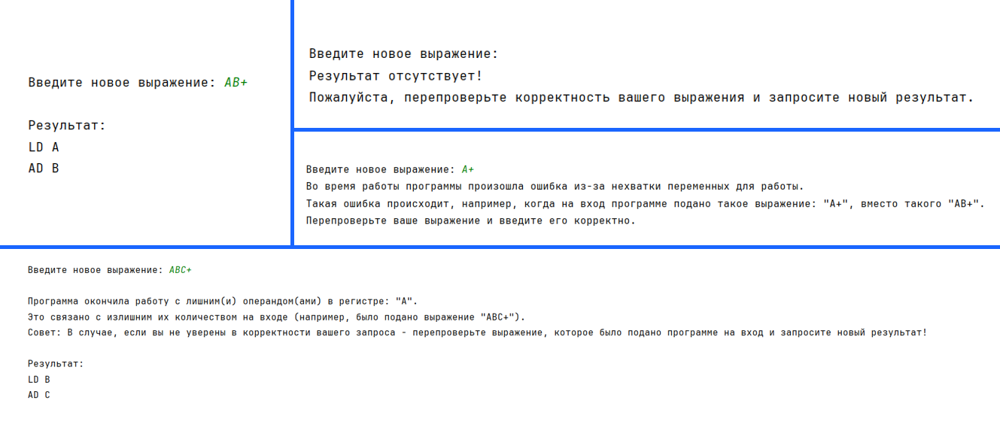 Введите новое выражение: AB+
Результат:
LD A
AD B
Введите новое выражение:
Результат отсутствует!
Пожалуйста, перепроверьте корректность вашего выражения и запросите новый результат.
Введите новое выражение: A+
Во время работы программы произошла ошибка из-за нехватки переменных для работы.
Такая ошибка происходит, например, когда на вход программе подано такое выражение: "A+", вместо такого "AB+".
Перепроверьте ваше выражение и введите его корректно.
Введите новое выражение: ABC+
Программа окончила работу с лишним(и) операндом(ами) в регистре: "A".
Это связано с излишним их количеством на входе (например, было подано выражение "ABC+").
Совет: В случае, если вы не уверены в корректности вашего запроса - перепроверьте выражение, которое было подано программе на вход и запросите новый результат!
Результат:
LD B
AD C